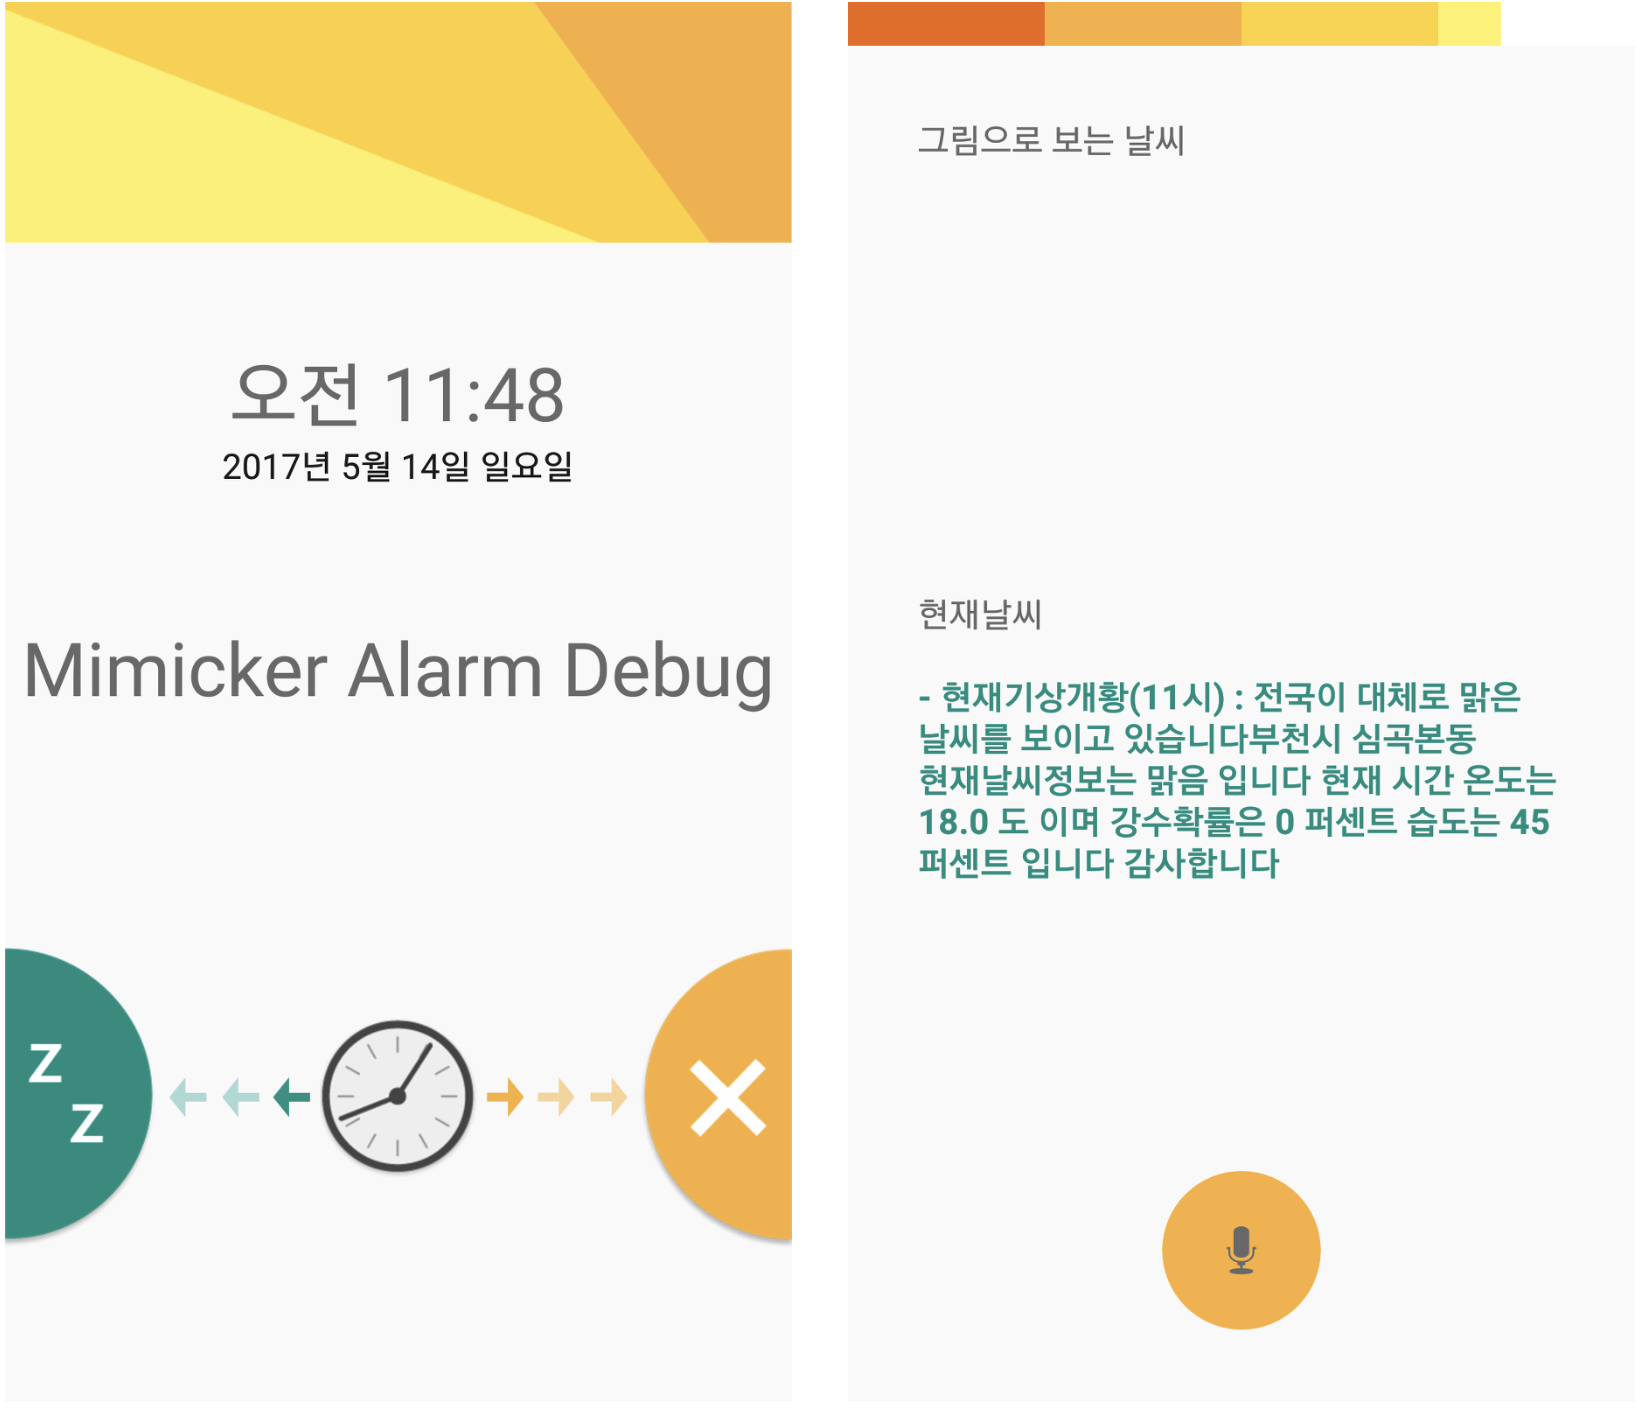 오전 11:48
2017년 5월 14일 일요일
Mimicker Alarm Debug
Z
Z
그림으로 보는 날씨
현재날씨
- 현재기상개황(11시) : 전국이 대체로 맑은
날씨를 보이고 있습니다부천시 심곡본동
현재날씨정보는 맑음 입니다 현재 시간 온도는
18.0 도 이며 강수확률은 0 퍼센트 습도는 45
퍼센트 입니다 감사합니다